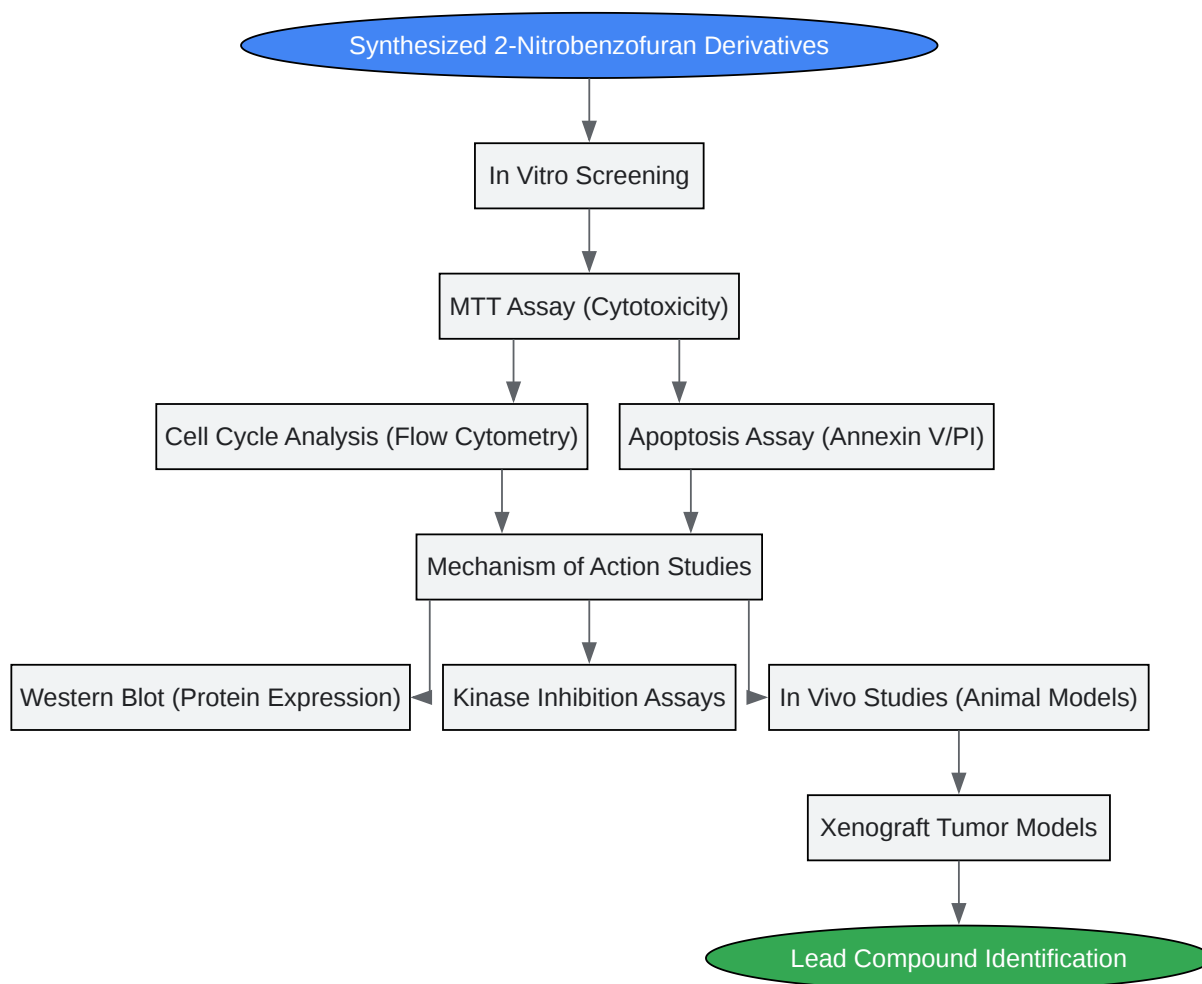 Synthesized 2-Nitrobenzofuran Derivatives
In Vitro Screening
MTT Assay (Cytotoxicity)
Cell Cycle Analysis (Flow Cytometry)
Apoptosis Assay (Annexin V/PI)
Mechanism of Action Studies
Western Blot (Protein Expression)
Kinase Inhibition Assays
In Vivo Studies (Animal Models)
Xenograft Tumor Models
Lead Compound Identification